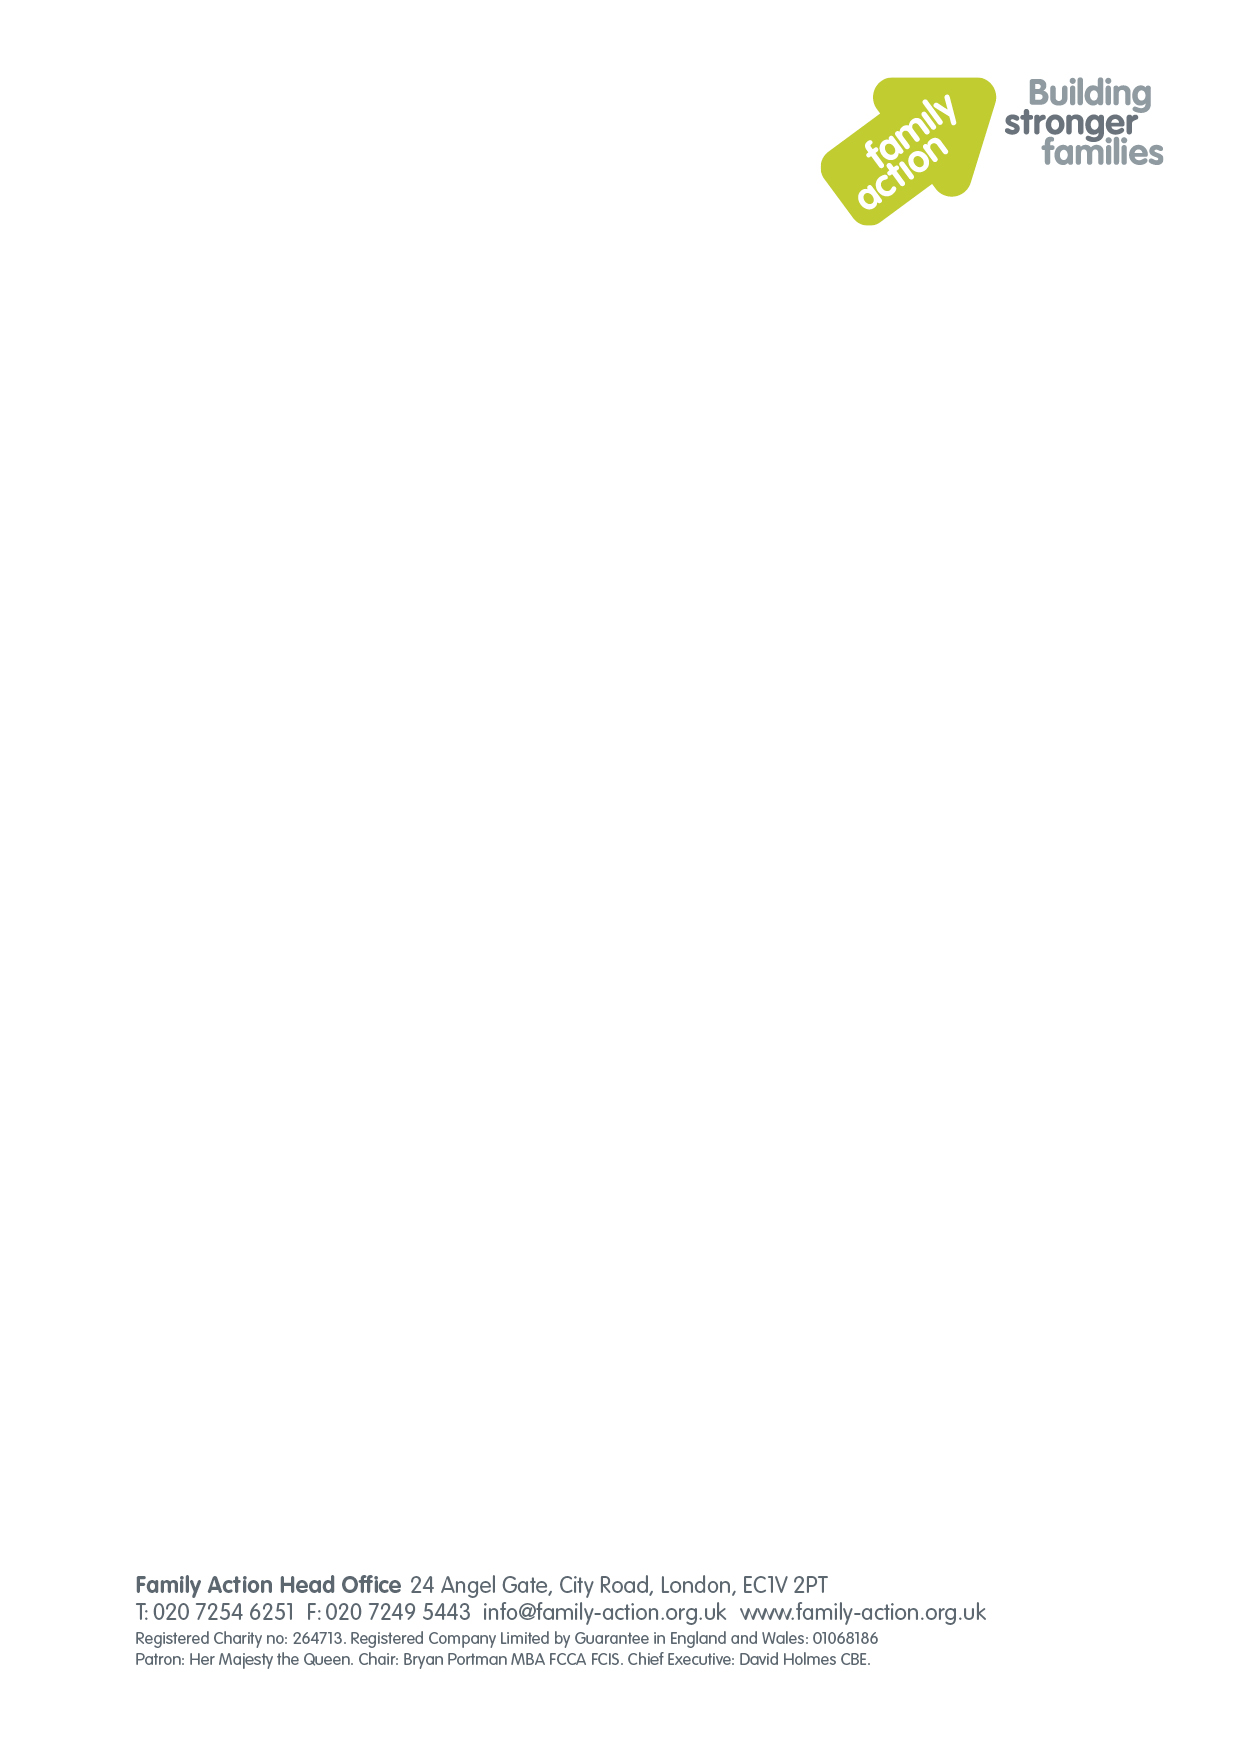 family
action
Building
stronger
families
Family Action Head Office 24 Angel Gate, City Road, London, EC1V 2PT
T: 020 7254 6251 F: 020 7249 5443 info@family-action.org.uk www.family-action.org.uk
Registered Charity no: 264713. Registered Company Limited by Guarantee in England and Wales: 01068186
Patron: Her Majesty the Queen. Chair: Bryan Portman MBA FCCA FCIS. Chief Executive: David Holmes CBE.